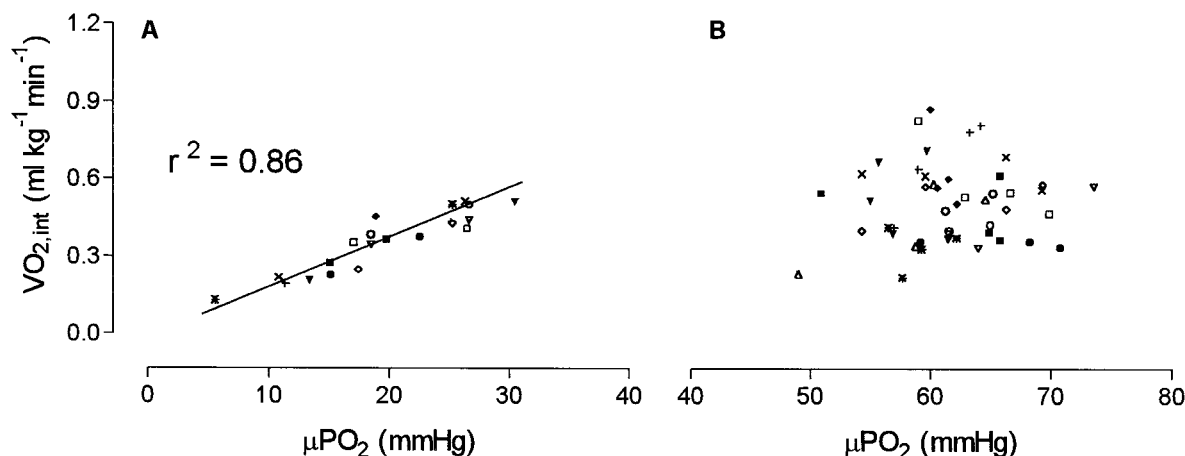 A
B
VO2,int (ml kg⁻¹ min⁻¹)
1.2
0.9
0.6
0.3
0.0
r² = 0.86
0 10 20 30 40
40 50 60 70 80
μPO2 (mmHg)
μPO2 (mmHg)